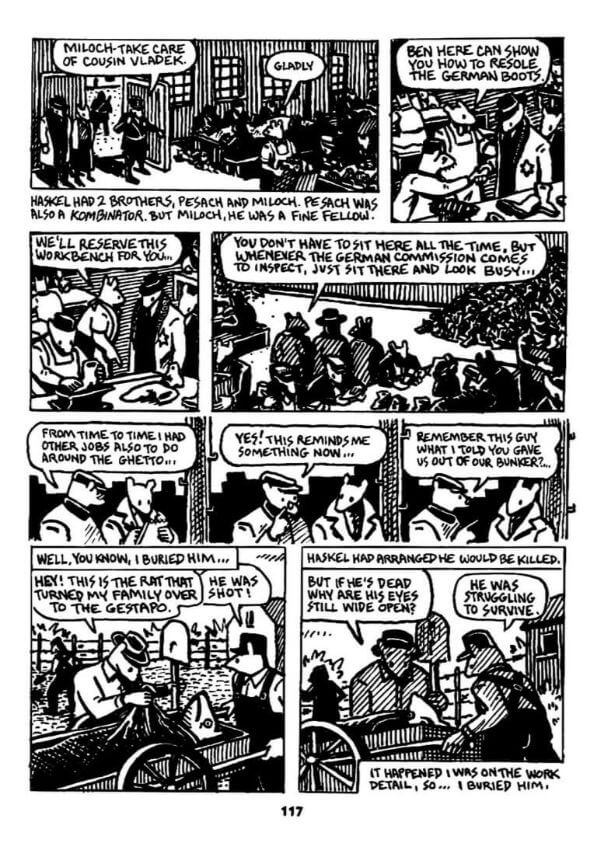 MILOCH-TAKE CARE
OF COUSIN VLADEK.
GLADLY
HASKEL HAD 2 BROTHERS, PESACH AND MILOCH. PESACH WAS
ALSO A KOMBINATOR. BUT MILOCH, HE WAS A FINE FELLOW.
BEN HERE CAN SHOW
YOU HOW TO RESOLE
THE GERMAN BOOTS.
WE'LL RESERVE THIS
WORKBENCH FOR YOU...
YOU DON'T HAVE TO SIT HERE ALL THE TIME, BUT
WHENEVER THE GERMAN COMMISSION COMES
TO INSPECT, JUST SIT THERE AND LOOK BUSY...
FROM TIME TO TIME I HAD
OTHER JOBS ALSO TO DO
AROUND THE GHETTO...
YES! THIS REMINDS ME
SOMETHING NOW...
REMEMBER THIS GUY
WHAT I TOLD YOU GAVE
US OUT OF OUR BUNKER?...
WELL, YOU KNOW, I BURIED HIM...
HEY! THIS IS THE RAT THAT
TURNED MY FAMILY OVER
TO THE GESTAPO.
HE WAS
SHOT!
HASKEL HAD ARRANGED HE WOULD BE KILLED.
BUT IF HE'S DEAD
WHY ARE HIS EYES
STILL WIDE OPEN?
HE WAS
STRUGGLING
TO SURVIVE.
IT HAPPENED I WAS ON THE WORK
DETAIL, SO... I BURIED HIM.
117